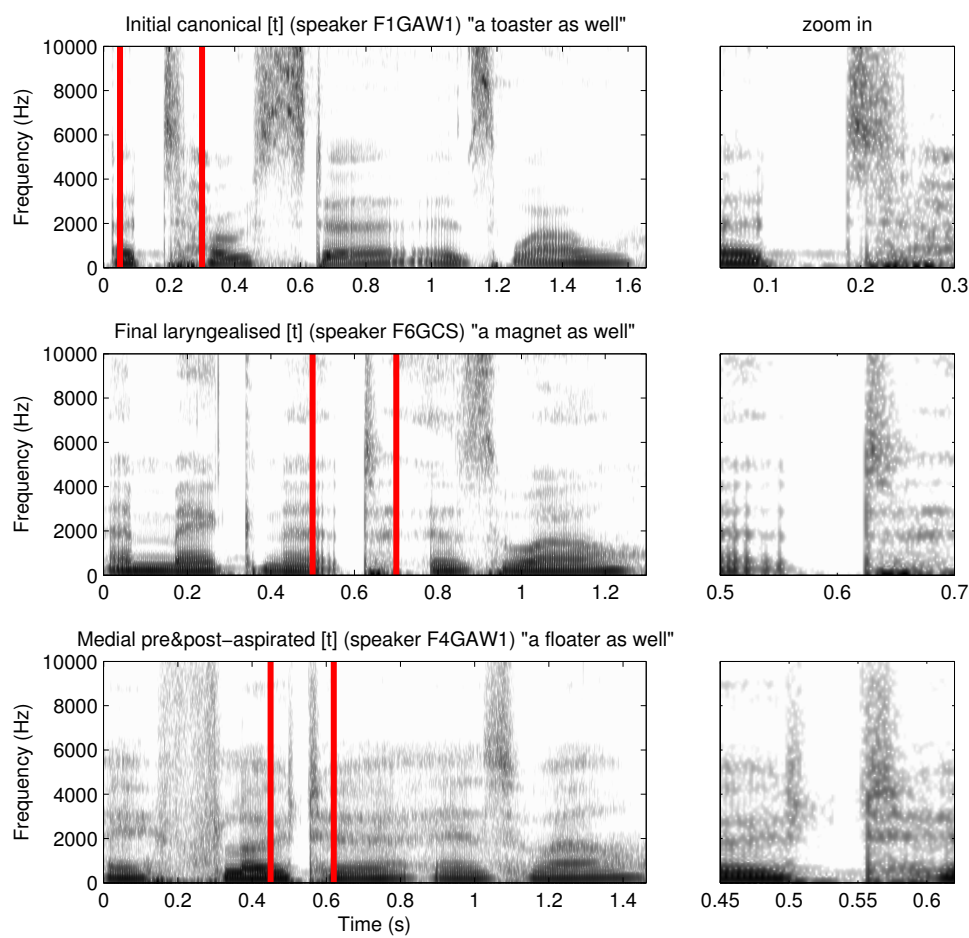 Initial canonical [t] (speaker F1GAW1) "a toaster as well"
zoom in
Frequency (Hz)
10000
8000
6000
4000
2000
0
0 0.2 0.4 0.6 0.8 1 1.2 1.4 1.6
0.1 0.2 0.3
Final laryngealised [t] (speaker F6GCS) "a magnet as well"
Frequency (Hz)
10000
8000
6000
4000
2000
0
0 0.2 0.4 0.6 0.8 1 1.2
0.5 0.6 0.7
Medial pre&post−aspirated [t] (speaker F4GAW1) "a floater as well"
Frequency (Hz)
10000
8000
6000
4000
2000
0
0 0.2 0.4 0.6 0.8 1 1.2 1.4
0.45 0.5 0.55 0.6
Time (s)